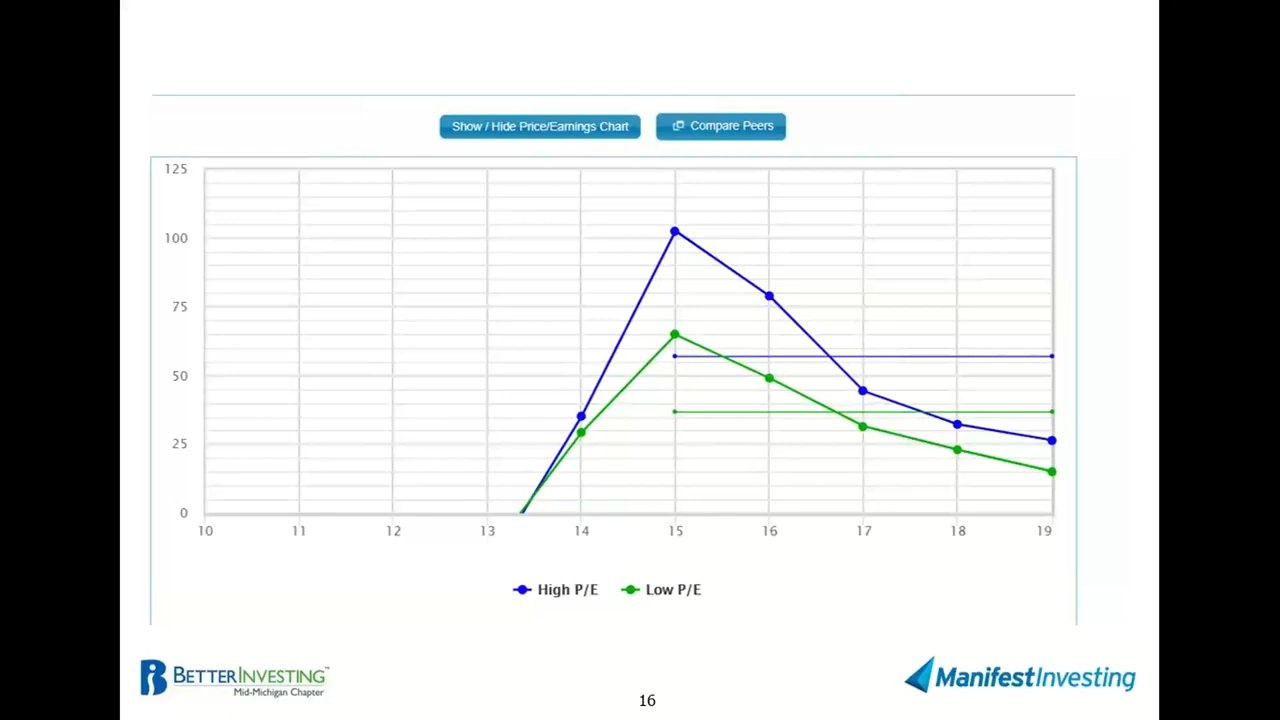 Show / Hide Price/Earnings Chart
Compare Peers
125
100
75
50
25
0
10 11 12 13 14 15 16 17 18 19
High P/E Low P/E
BETTERINVESTING™
Mid-Michigan Chapter
16
ManifestInvesting